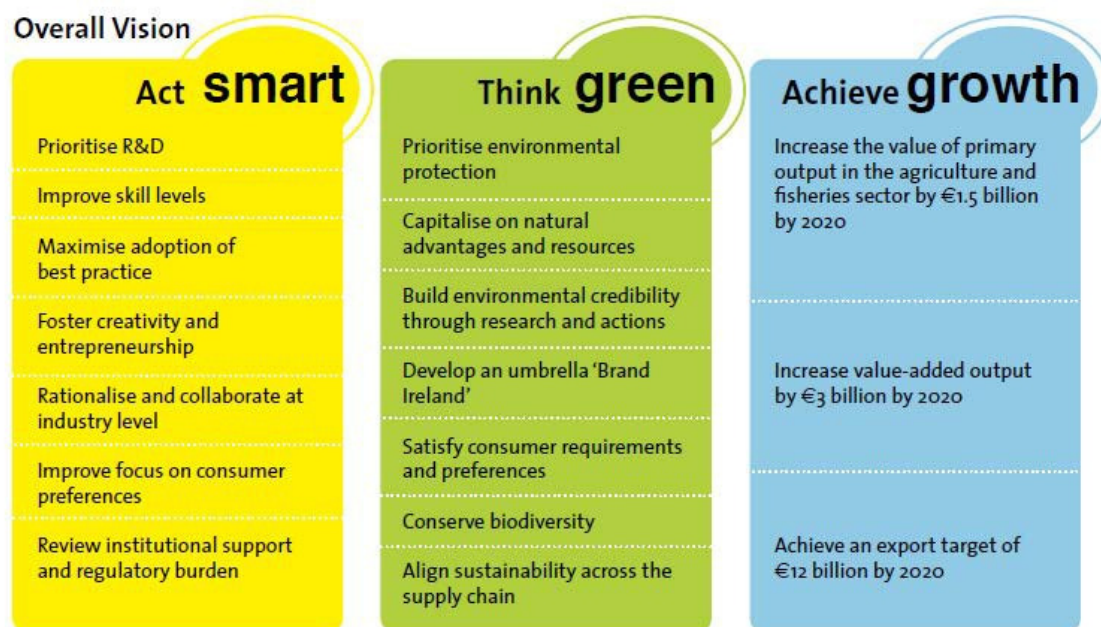 Overall Vision
Act smart
Prioritise R&D
Improve skill levels
Maximise adoption of
best practice
Foster creativity and
entrepreneurship
Rationalise and collaborate at
industry level
Improve focus on consumer
preferences
Review institutional support
and regulatory burden
Think green
Prioritise environmental
protection
Capitalise on natural
advantages and resources
Build environmental credibility
through research and actions
Develop an umbrella ‘Brand
Ireland’
Satisfy consumer requirements
and preferences
Conserve biodiversity
Align sustainability across the
supply chain
Achieve growth
Increase the value of primary
output in the agriculture and
fisheries sector by €1.5 billion
by 2020
Increase value-added output
by €3 billion by 2020
Achieve an export target of
€12 billion by 2020